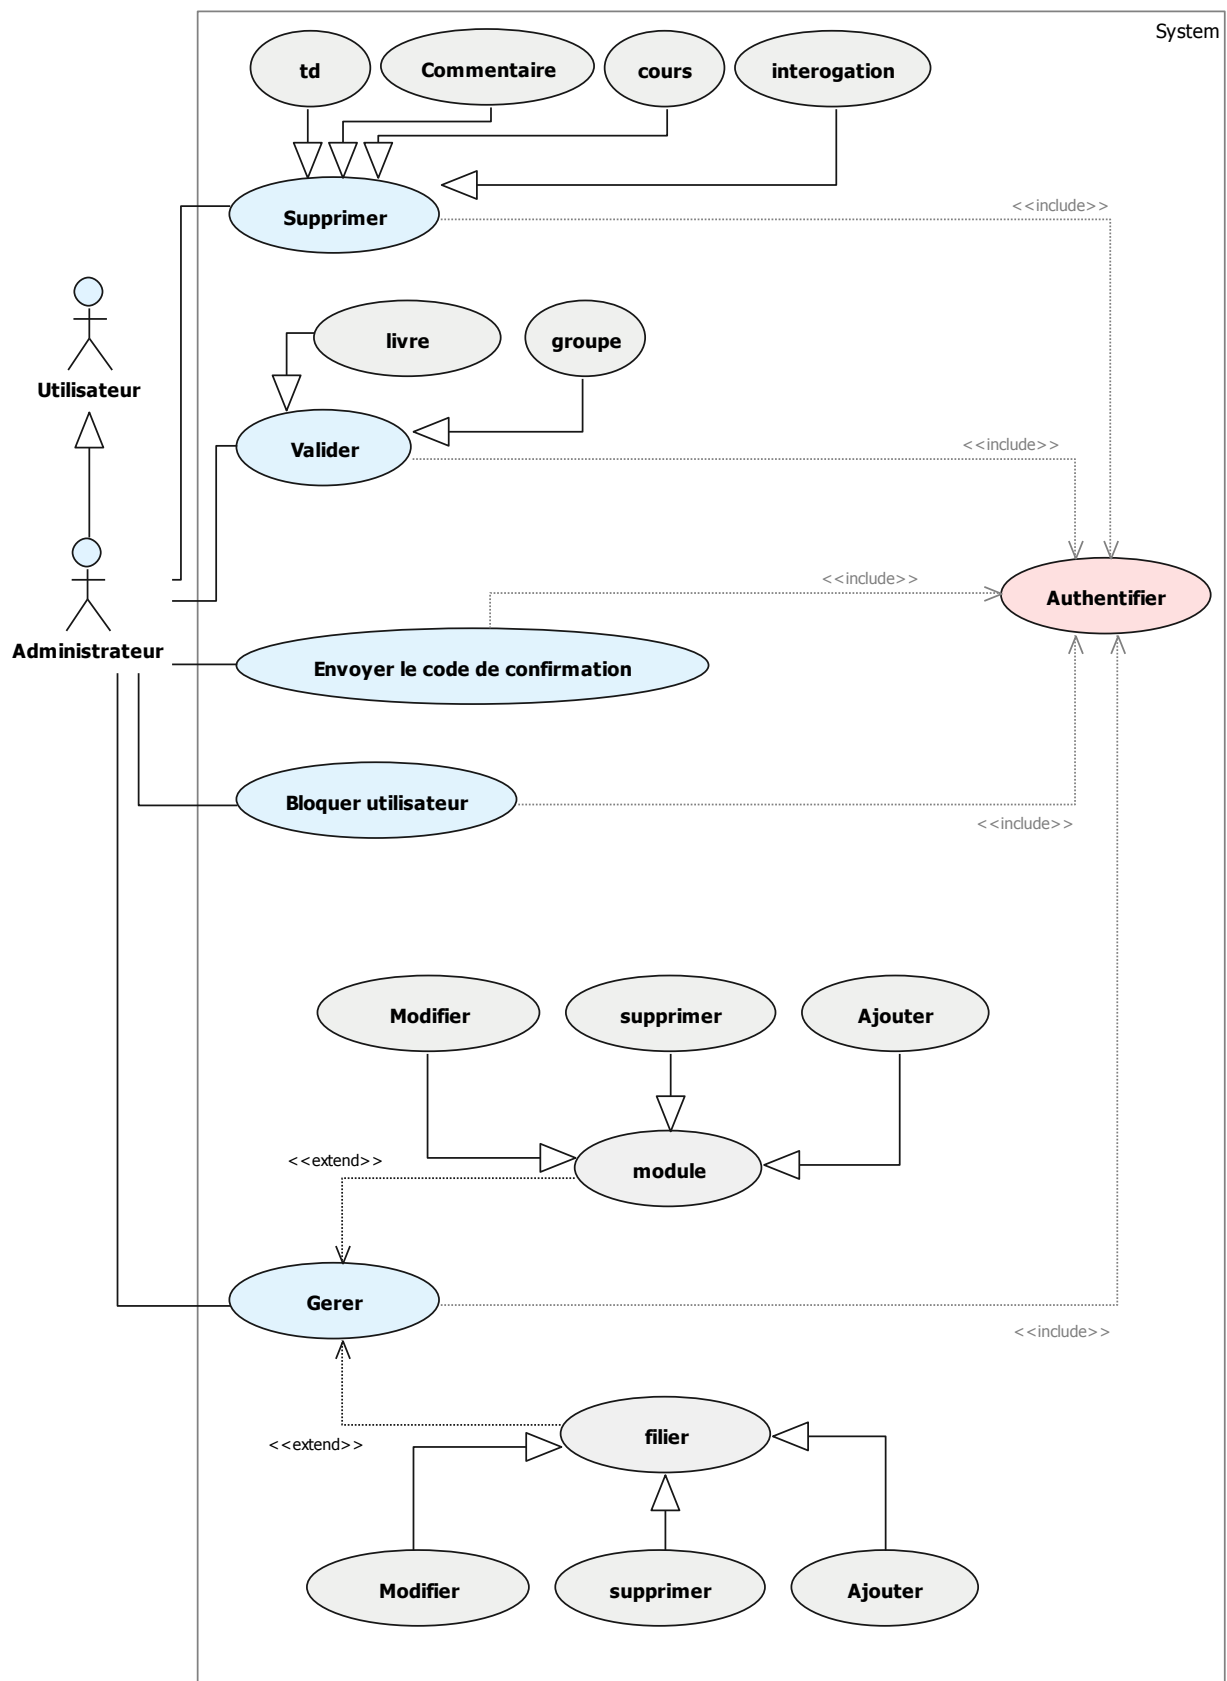 System
td
Commentaire
cours
interogation
Supprimer
<<include>>
livre
groupe
Utilisateur
Valider
<<include>>
<<include>>
Authentifier
Administrateur
Envoyer le code de confirmation
Bloquer utilisateur
<<include>>
Modifier
supprimer
Ajouter
<<extend>>
module
Gerer
<<include>>
filier
<<extend>>
Modifier
supprimer
Ajouter